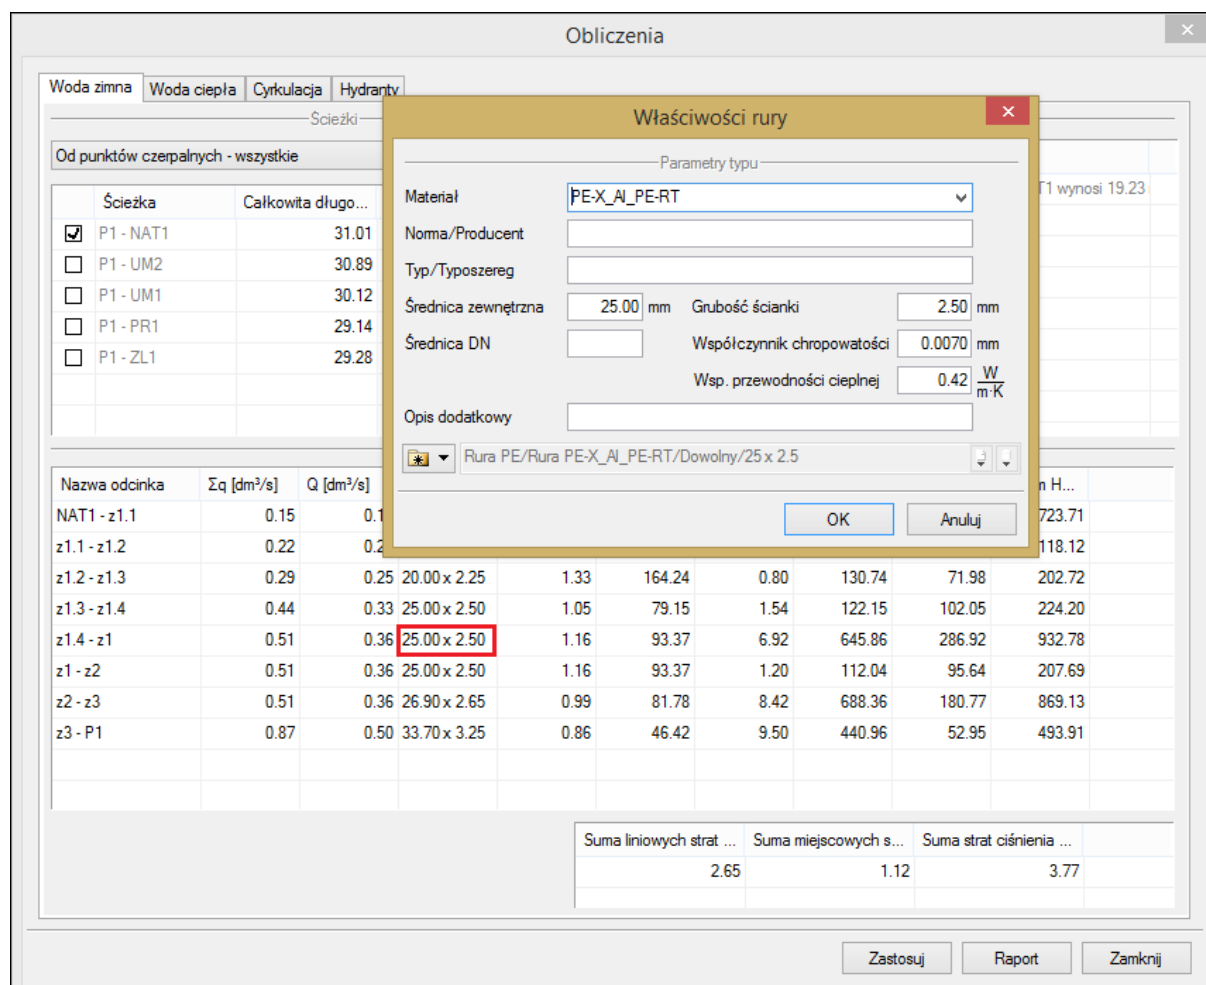 Obliczenia
Woda zimna Woda ciepła Cyrkulacja Hydranty
Ścieżki
Od punktów czerpalnych - wszystkie
Ścieżka Całkowita długo...
P1 - NAT1 31.01
P1 - UM2 30.89
P1 - UM1 30.12
P1 - PR1 29.14
P1 - ZL1 29.28
T1 wynosi 19.23
Właściwości rury
Parametry typu
Materiał PE-X_Al_PE-RT
Norma/Producent
Typ/Typoszereg
Średnica zewnętrzna 25.00 mm Grubość ścianki 2.50 mm
Średnica DN Współczynnik chropowatości 0.0070 mm
Wsp. przewodności cieplnej 0.42 W/m·K
Opis dodatkowy
Rura PE/Rura PE-X_Al_PE-RT/Dowolny/25 x 2.5
OK Anuluj
Nazwa odcinka Σq [dm³/s] Q [dm³/s] H...
NAT1 - z1.1 0.15 0.1 723.71
z1.1 - z1.2 0.22 0.2 118.12
z1.2 - z1.3 0.29 0.25 20.00 x 2.25 1.33 164.24 0.80 130.74 71.98 202.72
z1.3 - z1.4 0.44 0.33 25.00 x 2.50 1.05 79.15 1.54 122.15 102.05 224.20
z1.4 - z1 0.51 0.36 25.00 x 2.50 1.16 93.37 6.92 645.86 286.92 932.78
z1 - z2 0.51 0.36 25.00 x 2.50 1.16 93.37 1.20 112.04 95.64 207.69
z2 - z3 0.51 0.36 26.90 x 2.65 0.99 81.78 8.42 688.36 180.77 869.13
z3 - P1 0.87 0.50 33.70 x 3.25 0.86 46.42 9.50 440.96 52.95 493.91
Suma liniowych strat ... Suma miejscowych s... Suma strat ciśnienia ...
2.65 1.12 3.77
Zastosuj Raport Zamknij